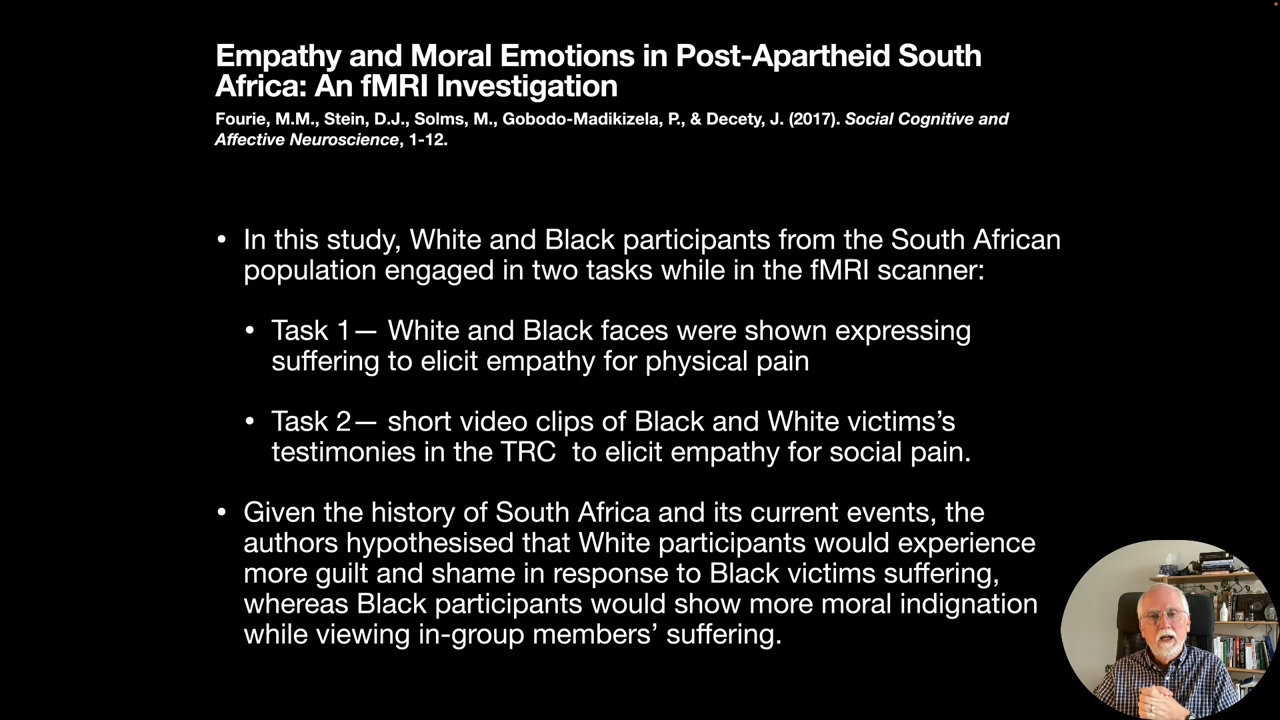 Empathy and Moral Emotions in Post-Apartheid South
Africa: An fMRI Investigation
Fourie, M.M., Stein, D.J., Solms, M., Gobodo-Madikizela, P., & Decety, J. (2017). Social Cognitive and
Affective Neuroscience, 1-12.
• In this study, White and Black participants from the South African
population engaged in two tasks while in the fMRI scanner:
• Task 1— White and Black faces were shown expressing
suffering to elicit empathy for physical pain
• Task 2— short video clips of Black and White victims’s
testimonies in the TRC  to elicit empathy for social pain.
• Given the history of South Africa and its current events, the
authors hypothesised that White participants would experience
more guilt and shame in response to Black victims suffering,
whereas Black participants would show more moral indignation
while viewing in-group members’ suffering.